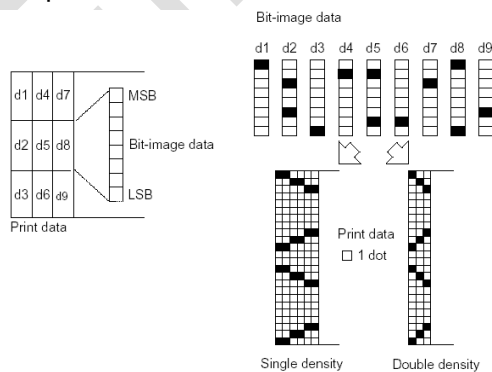 Bit-image data
d1 d2 d3 d4 d5 d6 d7 d8 d9
d1 d4 d7
MSB
d2 d5 d8
Bit-image data
d3 d6 d9
LSB
Print data
Print data
1 dot
Single density
Double density